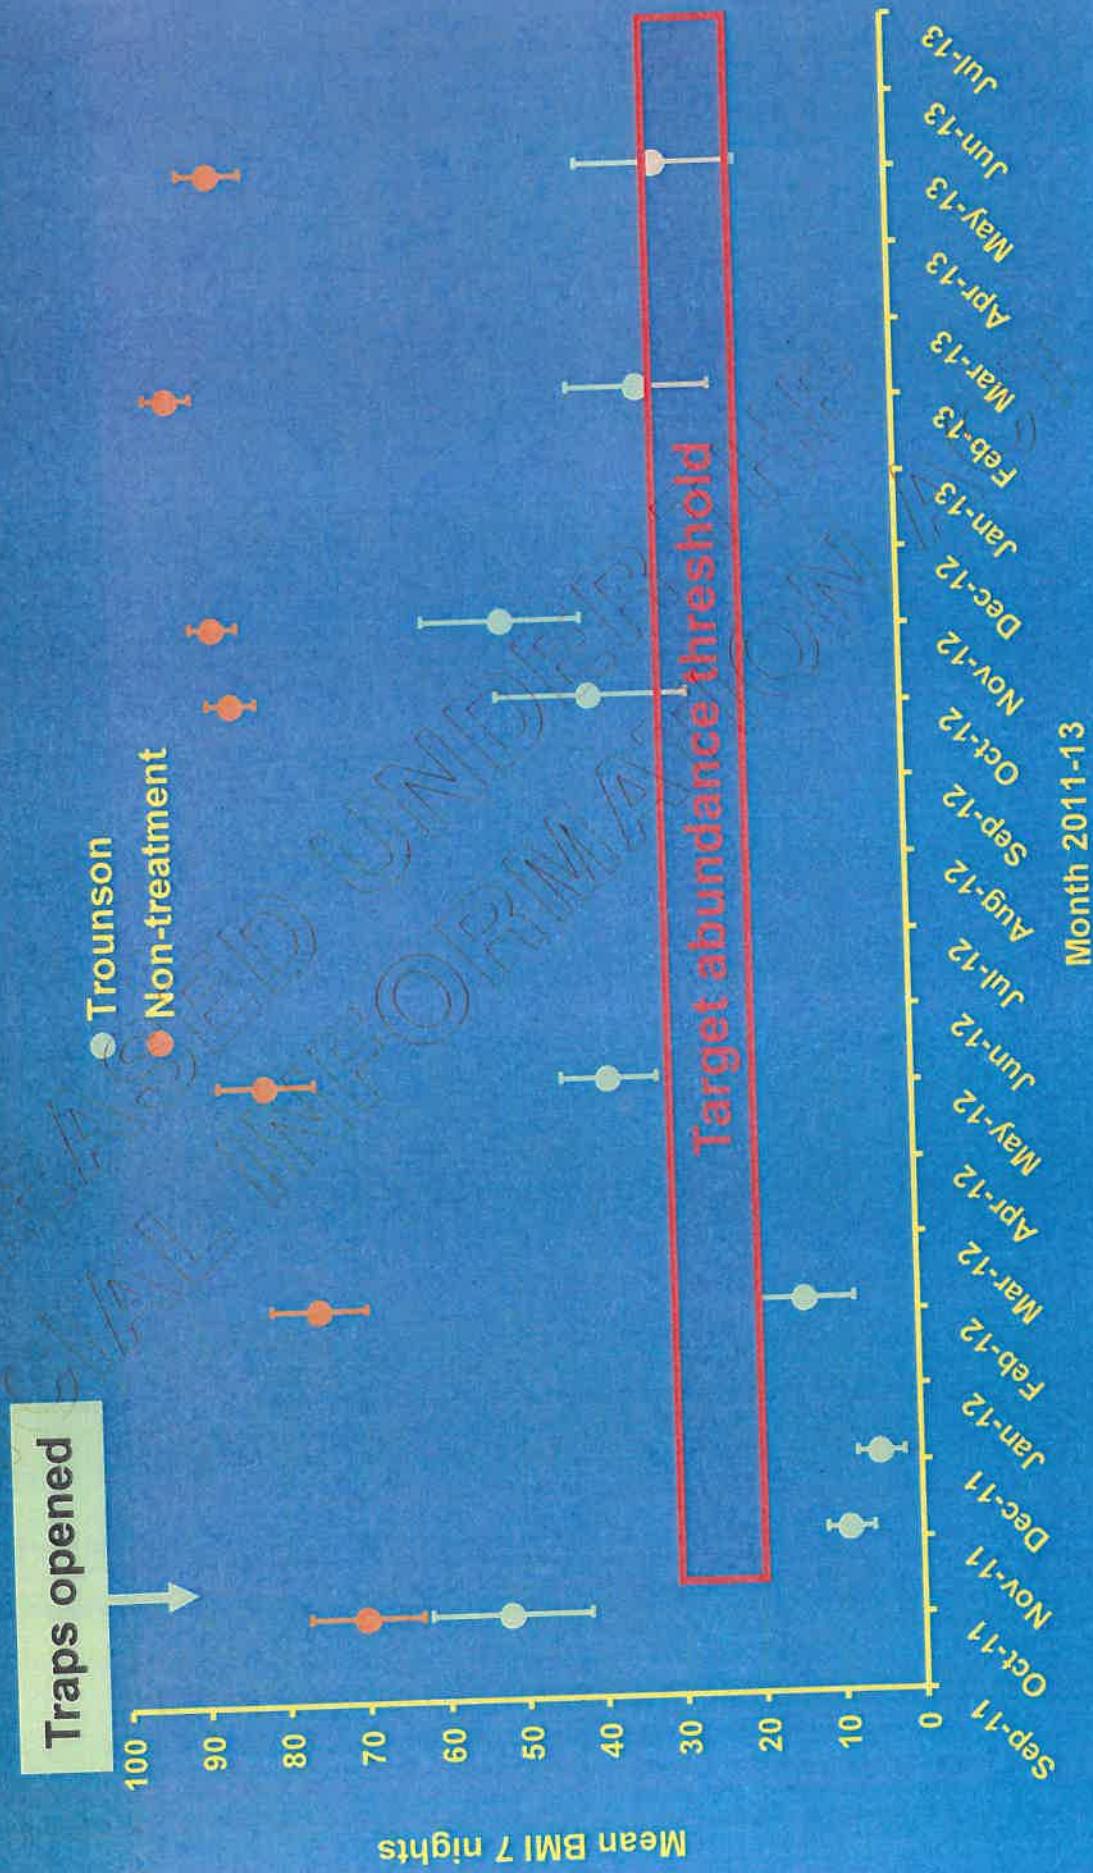 Traps opened
Trounson
Non-treatment
Mean BMI 7 nights
100
90
80
70
60
50
40
30
20
10
0
Target abundance threshold
Sep-11
Oct-11
Nov-11
Dec-11
Jan-12
Feb-12
Mar-12
Apr-12
May-12
Jun-12
Jul-12
Aug-12
Sep-12
Oct-12
Nov-12
Dec-12
Jan-13
Feb-13
Mar-13
Apr-13
May-13
Jun-13
Jul-13
Month 2011-13
UNDER
INFORMATION